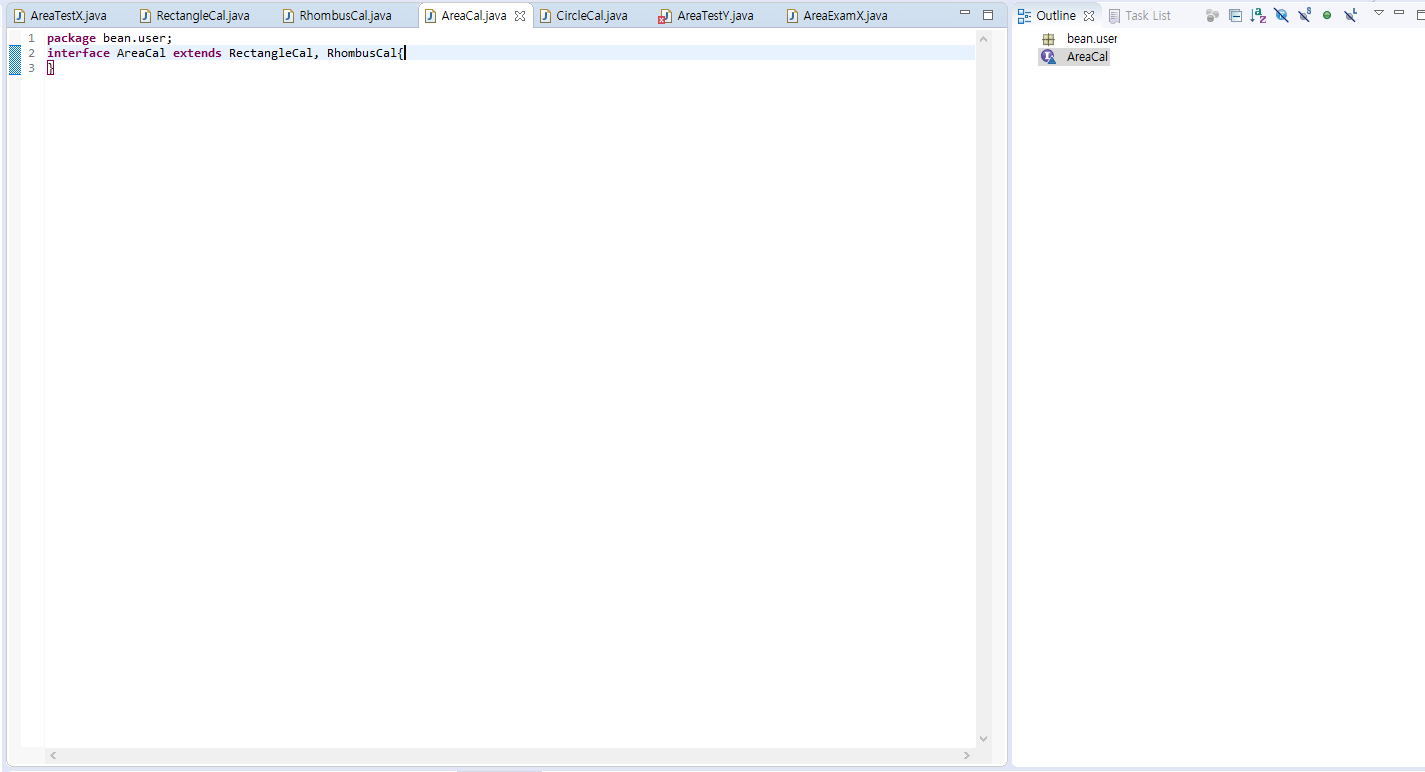 AreaTestX.java RectangleCal.java RhombusCal.java AreaCal.java CircleCal.java AreaTestY.java AreaExamX.java
1 package bean.user;
2 interface AreaCal extends RectangleCal, RhombusCal{
3 }
Outline Task List
bean.user
AreaCal